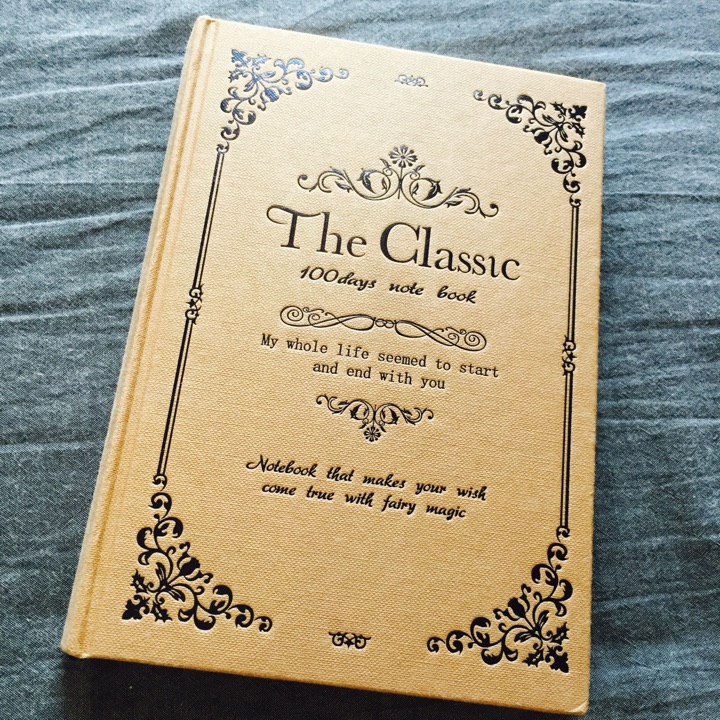 The Classic
100days note book
My whole life seemed to start
and end with you
Notebook that makes your wish
come true with fairy magic